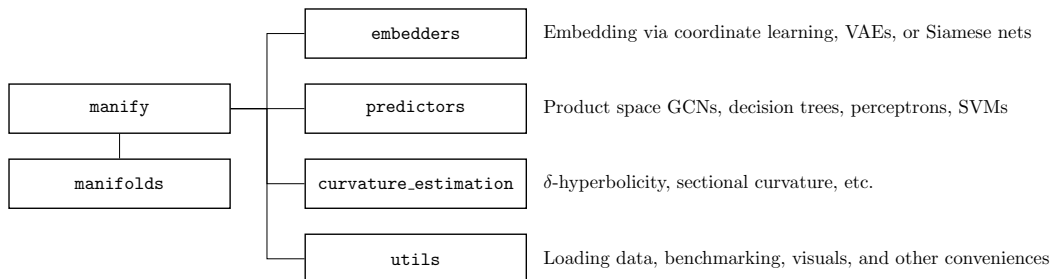 embedders Embedding via coordinate learning, VAEs, or Siamese nets
manify predictors Product space GCNs, decision trees, perceptrons, SVMs
manifolds curvature_estimation δ-hyperbolicity, sectional curvature, etc.
utils Loading data, benchmarking, visuals, and other conveniences